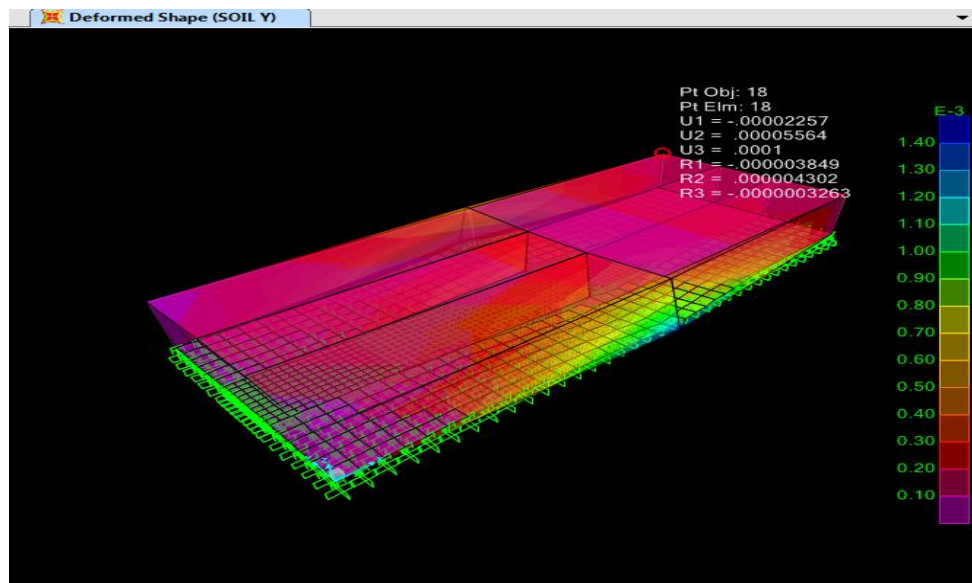 Deformed Shape (SOIL Y)
Pt Obj: 18
Pt Elm: 18
U1 = -.00002257
U2 = .00005564
U3 = .0001
R1 = -.000003849
R2 = .000004302
R3 = -.0000003263
E-3
1.40
1.30
1.20
1.10
1.00
0.90
0.80
0.70
0.60
0.50
0.40
0.30
0.20
0.10